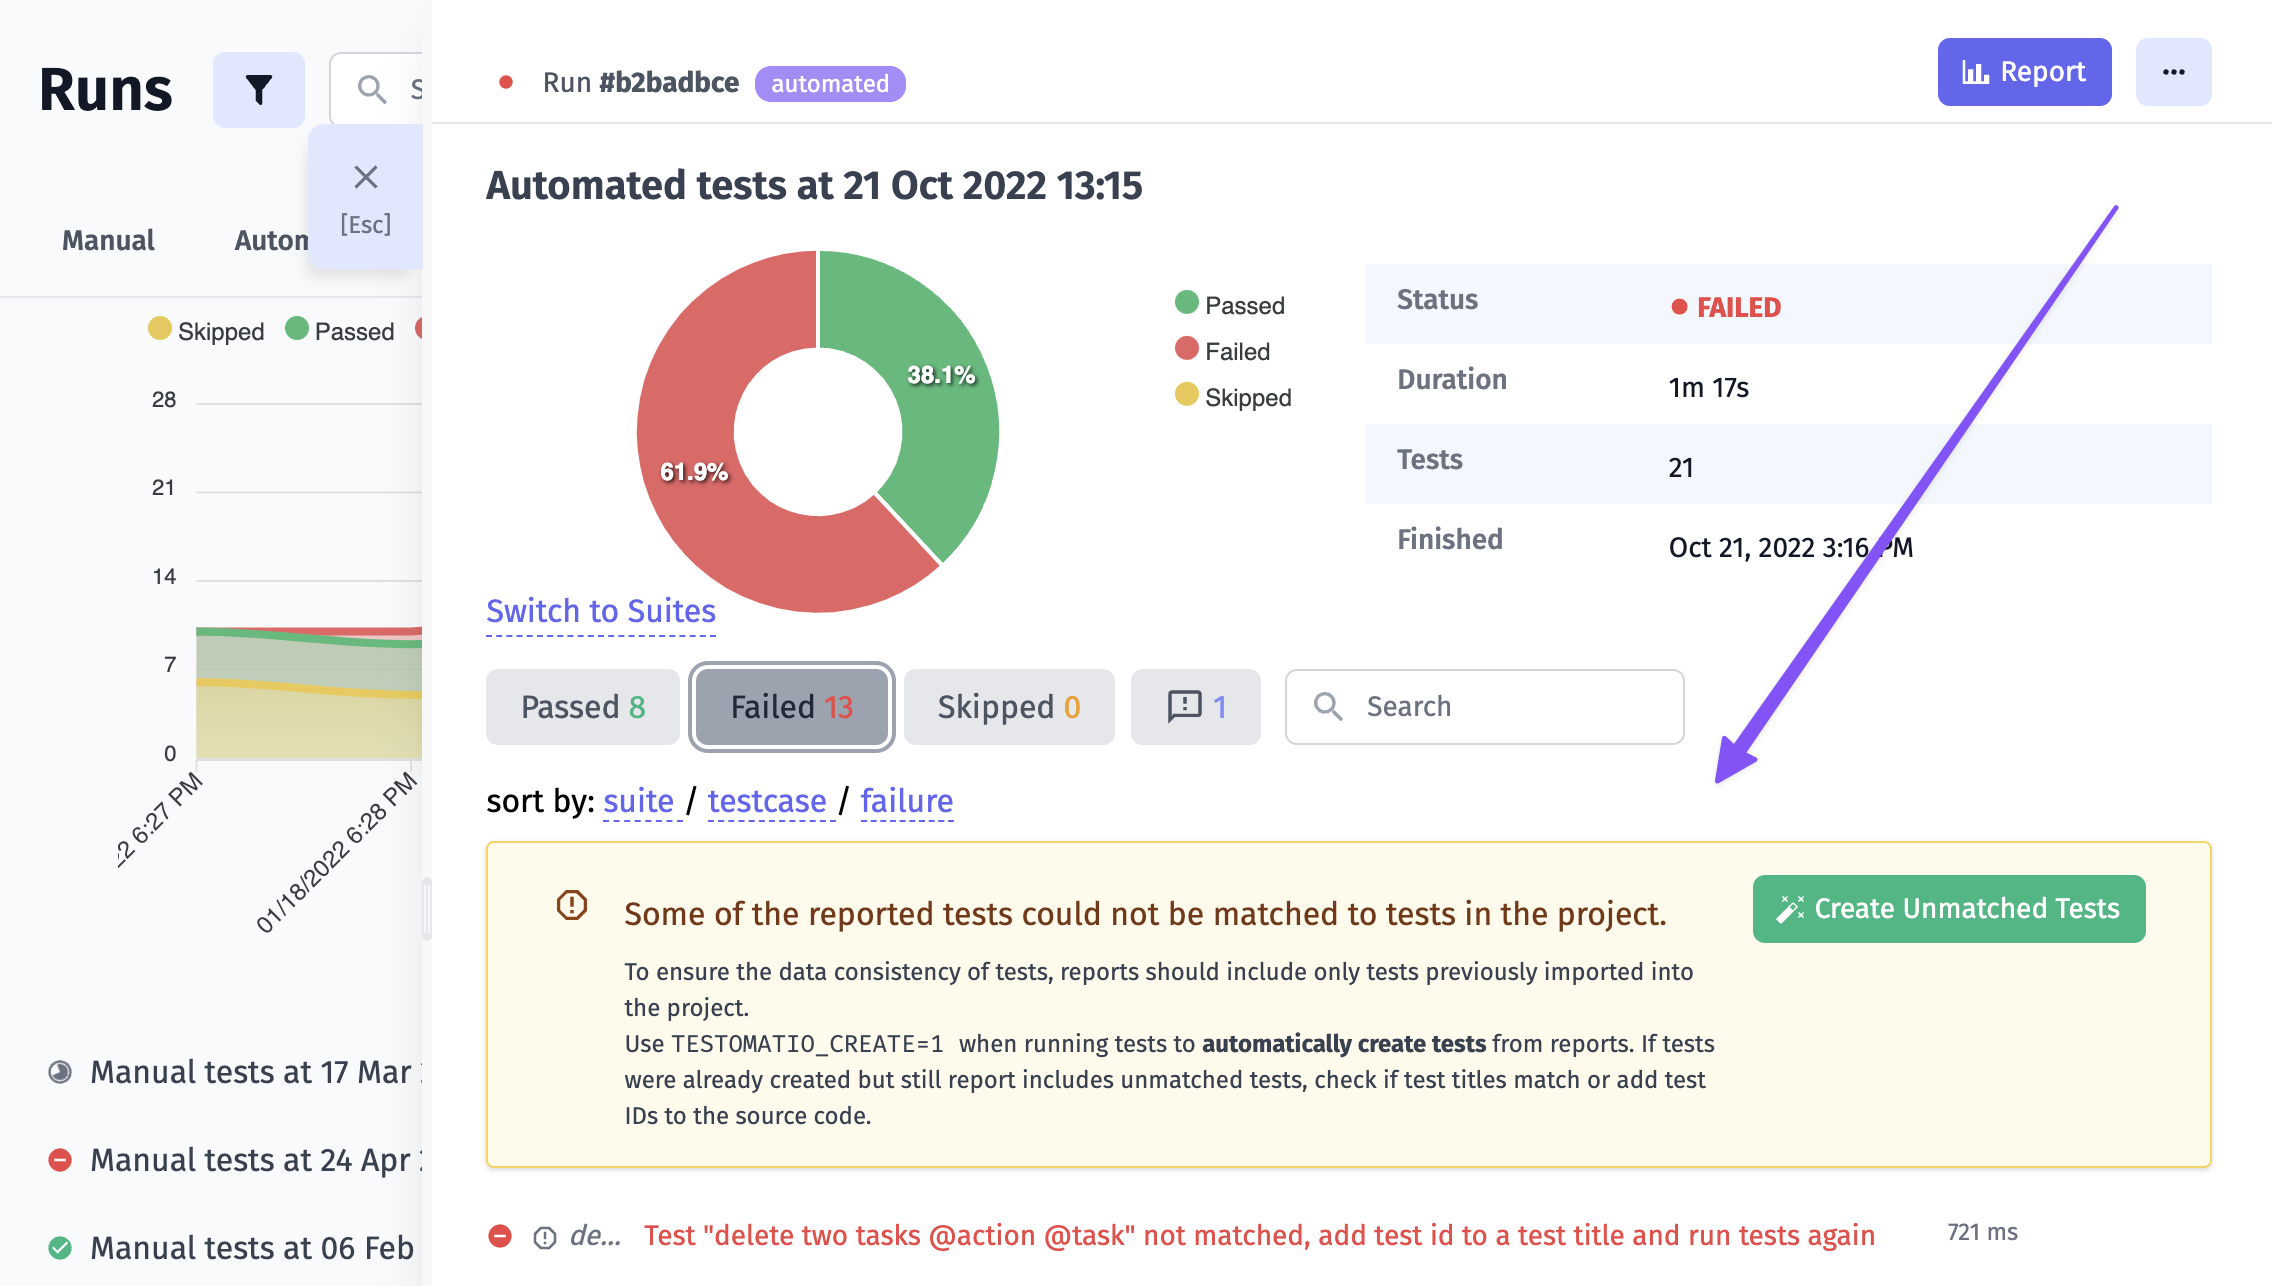 Runs
S
[Esc]
Manual
Autom
Skipped
Passed
28
21
14
7
0
22 6:27 PM
01/18/2022 6:28 PM
Manual tests at 17 Mar
Manual tests at 24 Apr
Manual tests at 06 Feb
Run #b2badbce
automated
Report
Automated tests at 21 Oct 2022 13:15
38.1%
61.9%
Passed
Failed
Skipped
Status
FAILED
Duration
1m 17s
Tests
21
Finished
Oct 21, 2022 3:16 PM
Switch to Suites
Passed 8
Failed 13
Skipped 0
1
Search
sort by: suite / testcase / failure
Some of the reported tests could not be matched to tests in the project.
Create Unmatched Tests
To ensure the data consistency of tests, reports should include only tests previously imported into
the project.
Use TESTOMATIO_CREATE=1 when running tests to automatically create tests from reports. If tests
were already created but still report includes unmatched tests, check if test titles match or add test
IDs to the source code.
de...
Test "delete two tasks @action @task" not matched, add test id to a test title and run tests again
721 ms